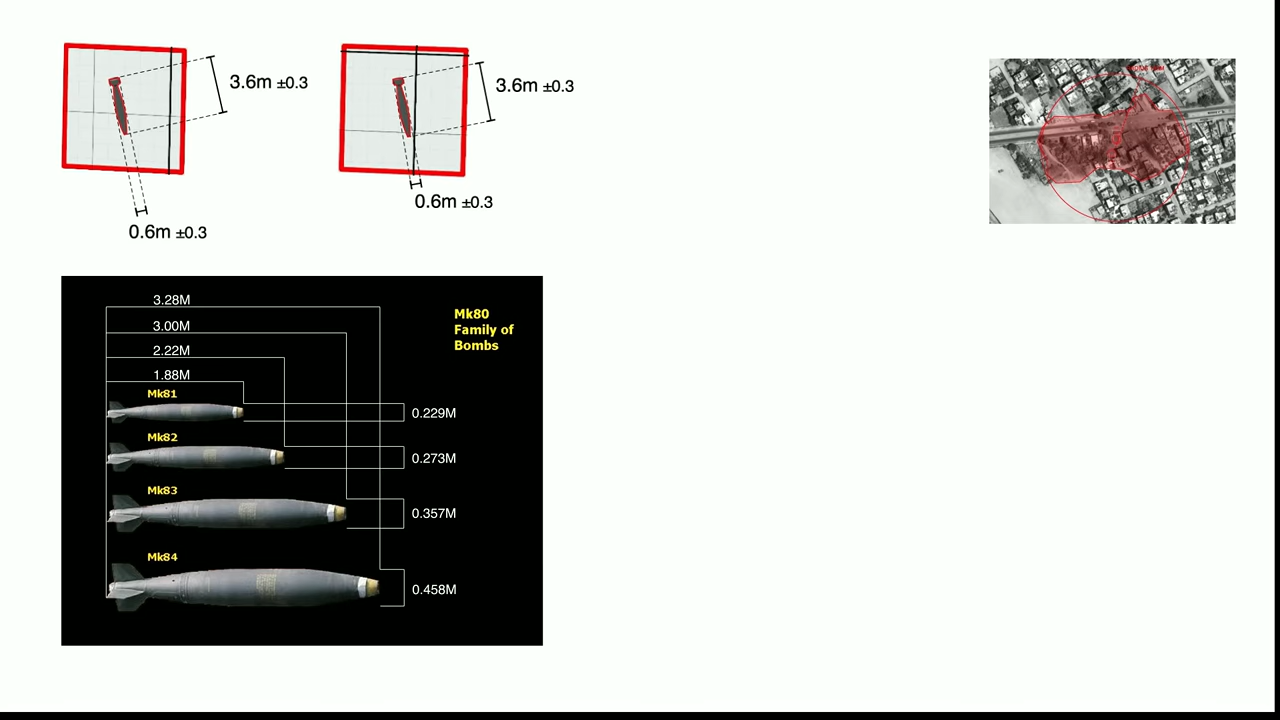 3.6m ±0.3
0.6m ±0.3
3.6m ±0.3
0.6m ±0.3
3.28M
3.00M
2.22M
1.88M
Mk80
Family of
Bombs
Mk81
0.229M
Mk82
0.273M
Mk83
0.357M
Mk84
0.458M